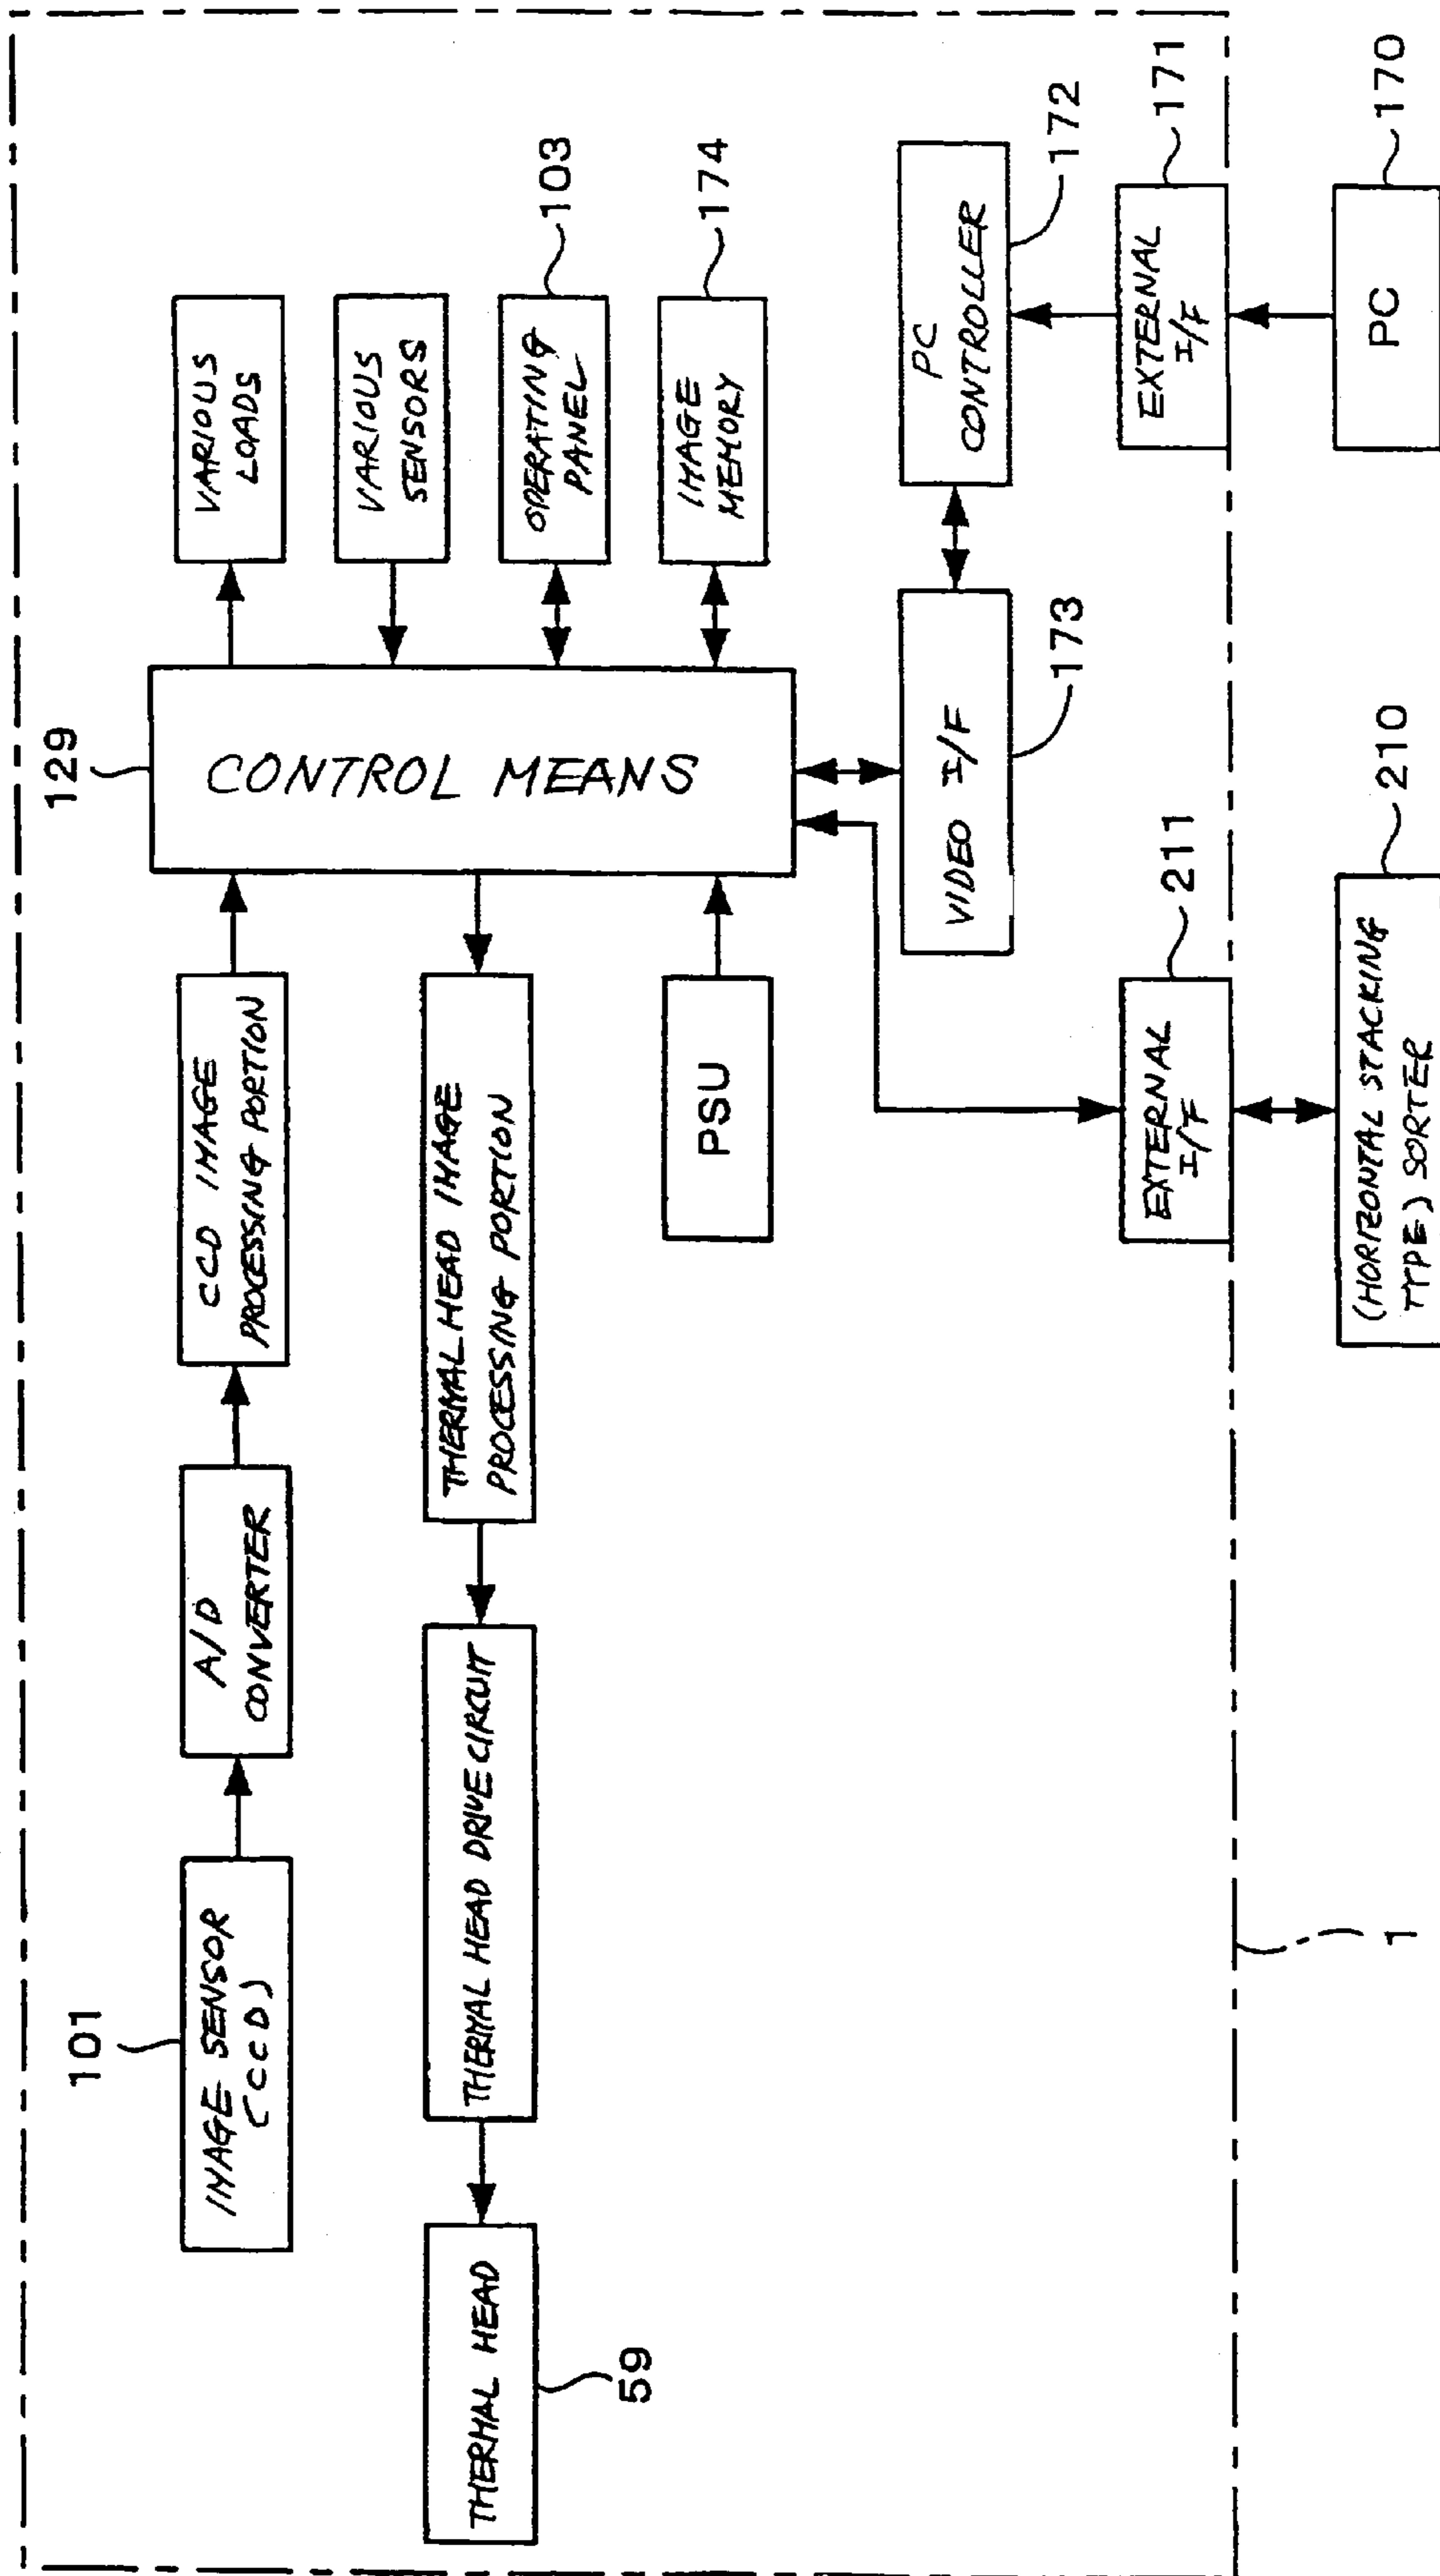 129
101
IMAGE SENSOR
(CCD)
A/D
CONVERTER
CCD IMAGE
PROCESSING PORTION
CONTROL MEANS
VARIOUS
LOADS
VARIOUS
SENSORS
OPERATING
PANEL
103
IMAGE
MEMORY
174
THERMAL HEAD
59
THERMAL HEAD DRIVE CIRCUIT
THERMAL HEAD IMAGE
PROCESSING PORTION
PSU
VIDEO I/F
173
PC
CONTROLLER
172
EXTERNAL
I/F
211
EXTERNAL
I/F
171
1
(HORIZONTAL STACKING
TYPE) SORTER
210
PC
170